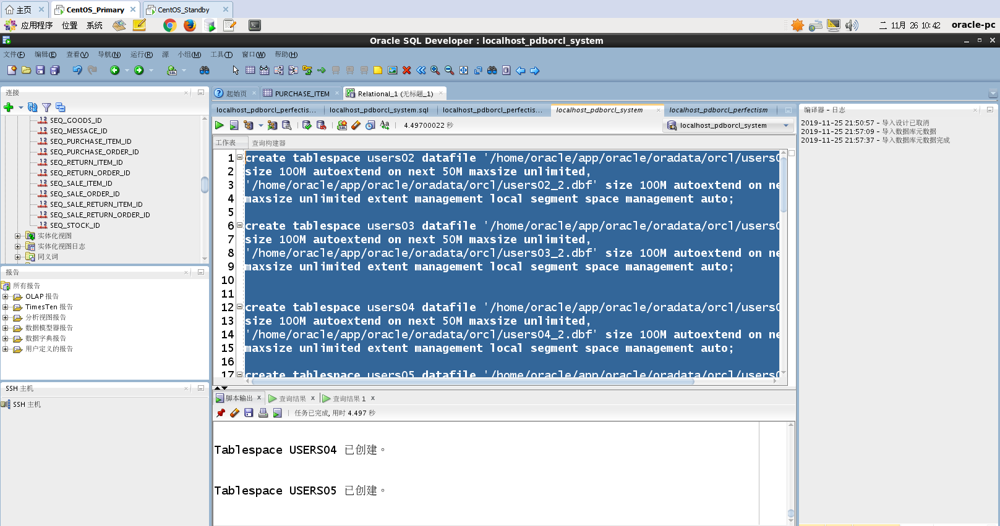 主页
CentOS_Primary
CentOS_Standby
应用程序 位置 系统
二 11月 26 10:42 oracle-pc
Oracle SQL Developer : localhost_pdborcl_system
文件(F) 编辑(E) 查看(V) 导航(N) 运行(R) 源 小组(M) 工具(T) 窗口(W) 帮助(H)
连接
SEQ_GOODS_ID
SEQ_MESSAGE_ID
SEQ_PURCHASE_ITEM_ID
SEQ_PURCHASE_ORDER_ID
SEQ_RETURN_ITEM_ID
SEQ_RETURN_ORDER_ID
SEQ_SALE_ITEM_ID
SEQ_SALE_ORDER_ID
SEQ_SALE_RETURN_ITEM_ID
SEQ_SALE_RETURN_ORDER_ID
SEQ_STOCK_ID
实体化视图
实体化视图日志
同义词
报告
所有报告
OLAP 报告
TimesTen 报告
分析视图报告
数据模型器报告
数据字典报告
用户定义的报告
SSH 主机
SSH 主机
起始页
PURCHASE_ITEM
Relational_1 (无标题_1)
localhost_pdborcl_perfectis...
localhost_pdborcl_system.sql
localhost_pdborcl_perfectis...
localhost_pdborcl_system
localhost_pdborcl_perfectism
4.49700022 秒
localhost_pdborcl_system
工作表 查询构建器
1 create tablespace users02 datafile '/home/oracle/app/oracle/oradata/orcl/users0
2 size 100M autoextend on next 50M maxsize unlimited,
3 '/home/oracle/app/oracle/oradata/orcl/users02_2.dbf' size 100M autoextend on ne
4 maxsize unlimited extent management local segment space management auto;
5
6 create tablespace users03 datafile '/home/oracle/app/oracle/oradata/orcl/users0
7 size 100M autoextend on next 50M maxsize unlimited,
8 '/home/oracle/app/oracle/oradata/orcl/users03_2.dbf' size 100M autoextend on ne
9 maxsize unlimited extent management local segment space management auto;
10
11
12 create tablespace users04 datafile '/home/oracle/app/oracle/oradata/orcl/users0
13 size 100M autoextend on next 50M maxsize unlimited,
14 '/home/oracle/app/oracle/oradata/orcl/users04_2.dbf' size 100M autoextend on ne
15 maxsize unlimited extent management local segment space management auto;
16
17 create tablespace users05 datafile '/home/oracle/app/oracle/oradata/orcl/users0
脚本输出 查询结果 查询结果 1
任务已完成, 用时 4.497 秒
Tablespace USERS04 已创建。
Tablespace USERS05 已创建。
编译器 – 日志
2019-11-25 21:50:57 – 导入设计已取消
2019-11-25 21:57:09 – 导入数据库元数据
2019-11-25 21:57:37 – 导入数据库元数据完成